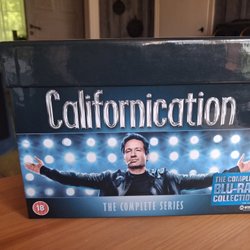 Californication
THE COMPLETE SERIES
18
THE COMPLETE
BLU-RAY
COLLECTION